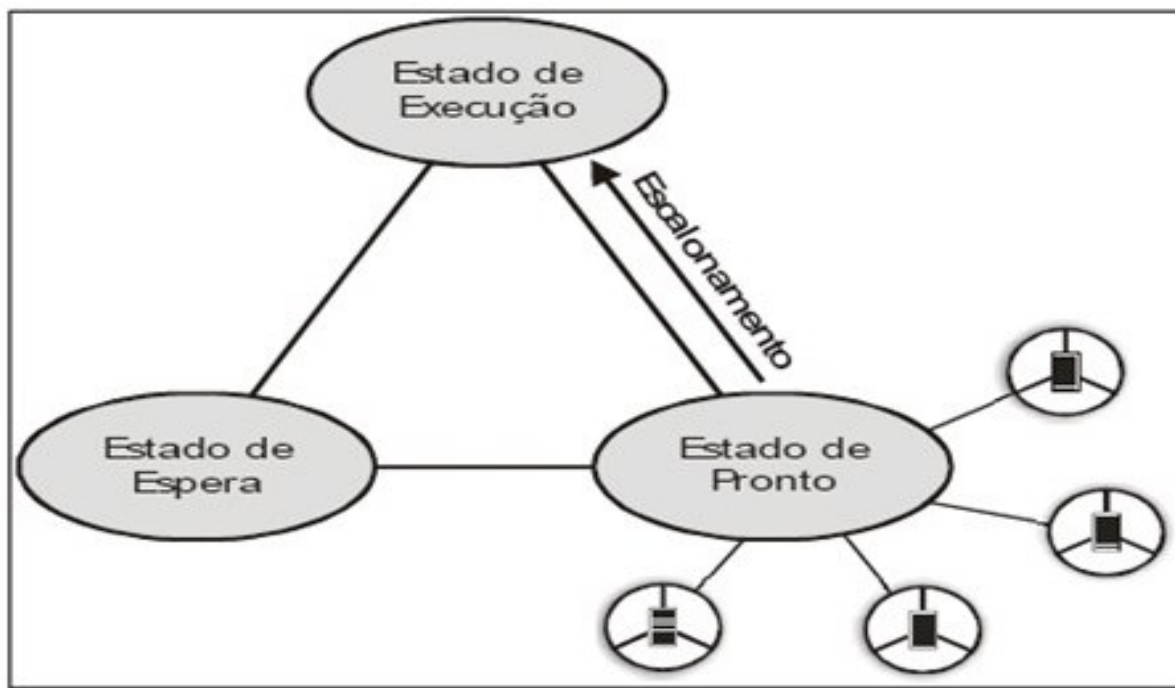 Estado de
Execução
Escalonamento
Estado de
Espera
Estado de
Pronto